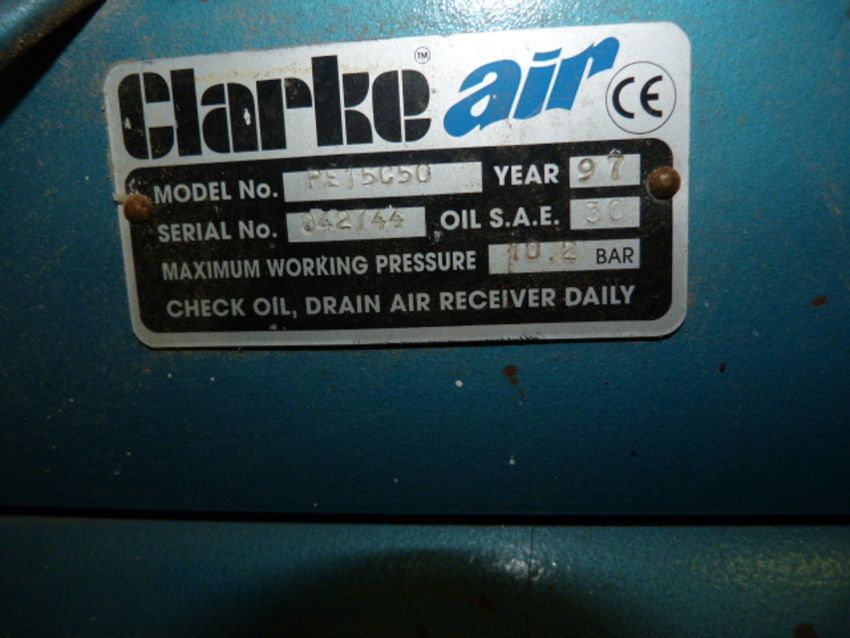 Clarke™ air CE
MODEL No. PE15C50 YEAR 97
SERIAL No. 042744 OIL S.A.E. 30
MAXIMUM WORKING PRESSURE 10.2 BAR
CHECK OIL, DRAIN AIR RECEIVER DAILY